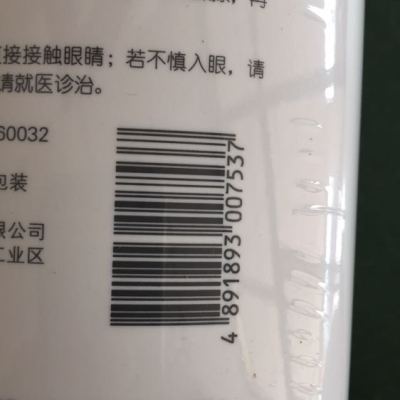 接接触眼睛；若不慎入眼，请
请就医诊治。
60032
包装
限公司
工业区
4 891893 007537